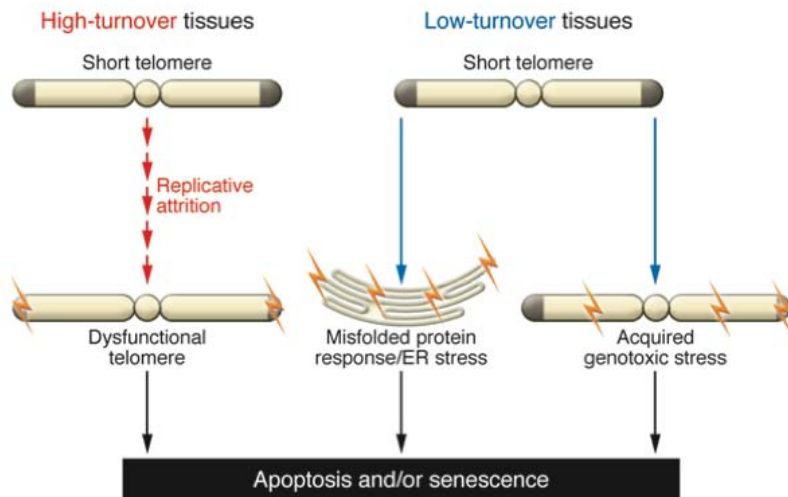 High-turnover tissues
Low-turnover tissues
Short telomere
Short telomere
Replicative
attrition
Dysfunctional
telomere
Misfolded protein
response/ER stress
Acquired
genotoxic stress
Apoptosis and/or senescence